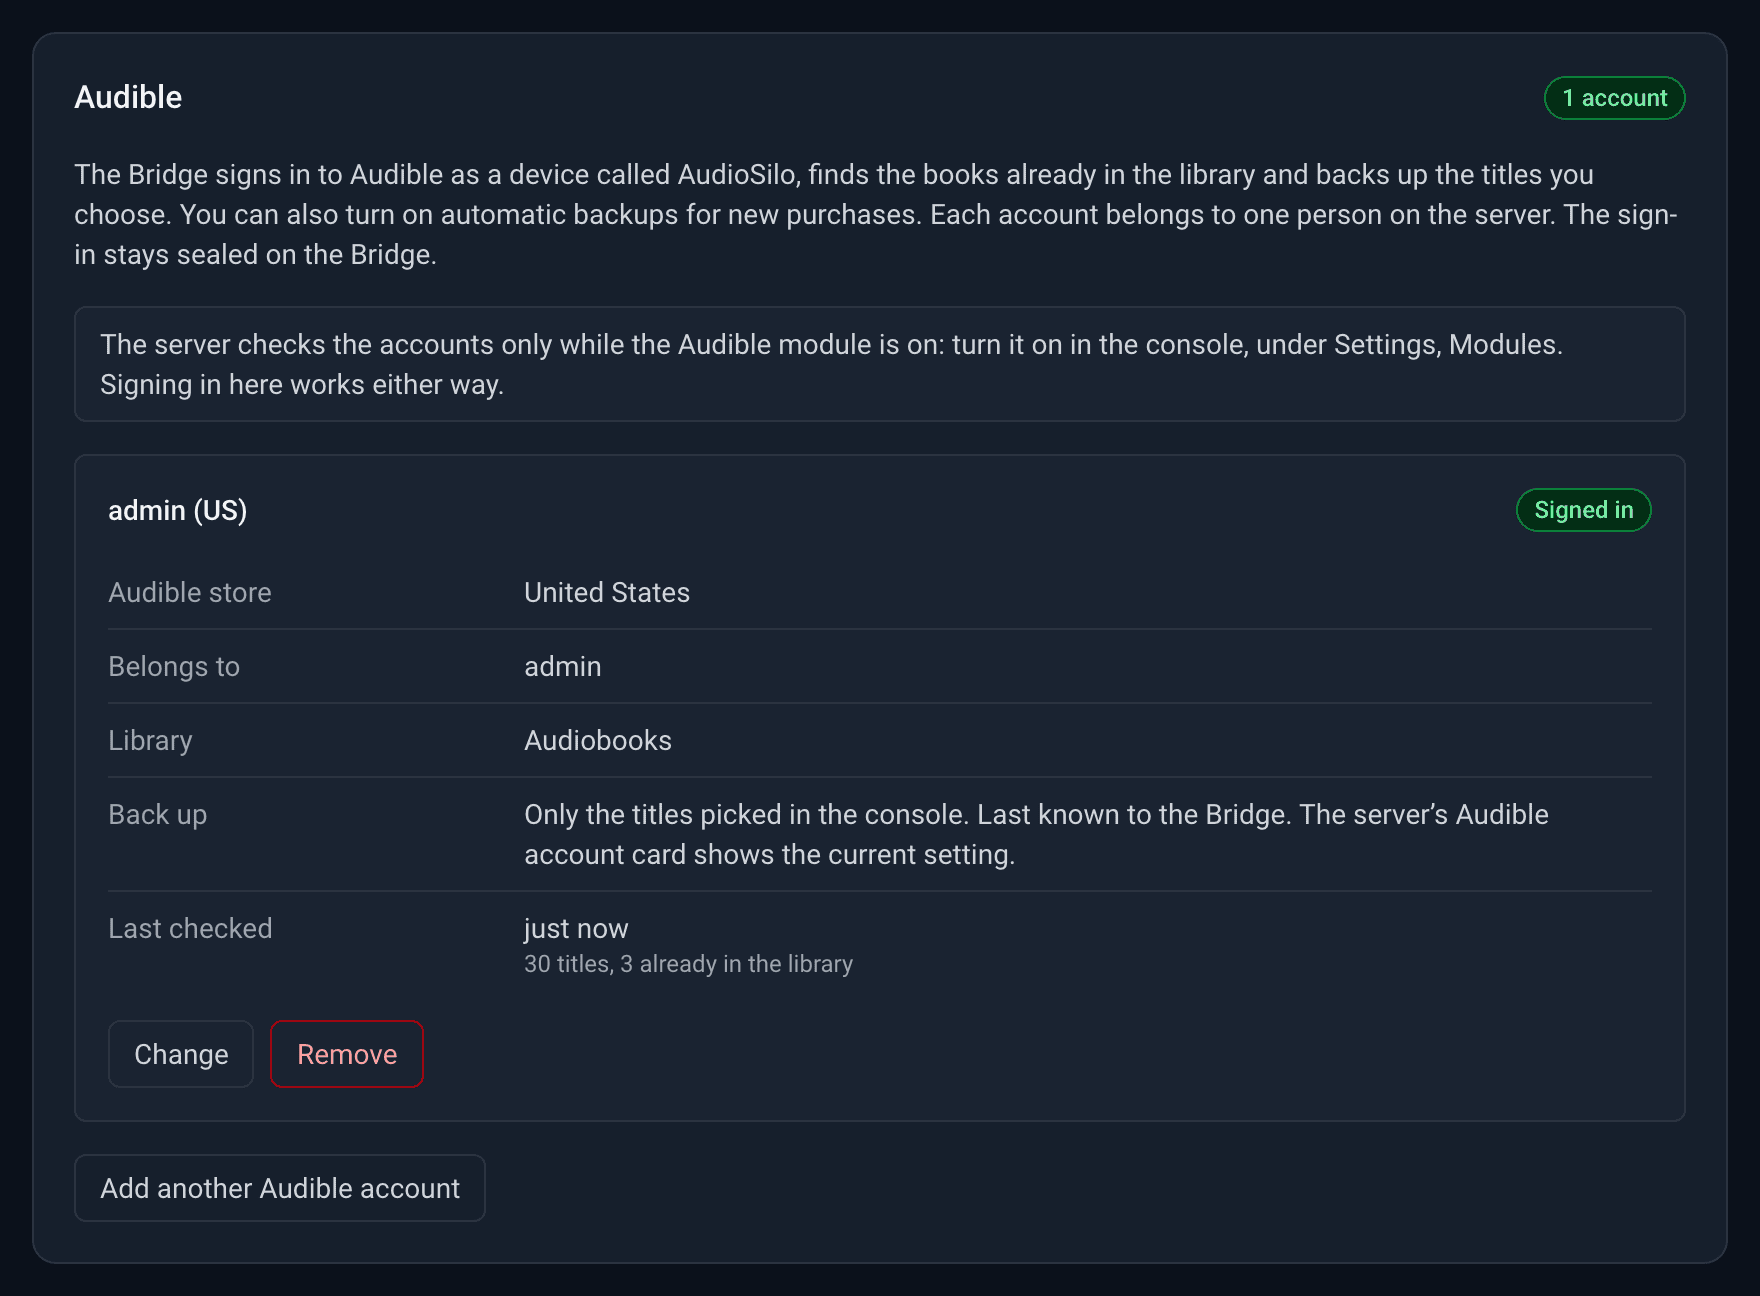 Audible
1 account
The Bridge signs in to Audible as a device called AudioSilo, finds the books already in the library and backs up the titles you
choose. You can also turn on automatic backups for new purchases. Each account belongs to one person on the server. The sign-
in stays sealed on the Bridge.
The server checks the accounts only while the Audible module is on: turn it on in the console, under Settings, Modules.
Signing in here works either way.
admin (US)
Signed in
Audible store
United States
Belongs to
admin
Library
Audiobooks
Back up
Only the titles picked in the console. Last known to the Bridge. The server’s Audible
account card shows the current setting.
Last checked
just now
30 titles, 3 already in the library
Change
Remove
Add another Audible account